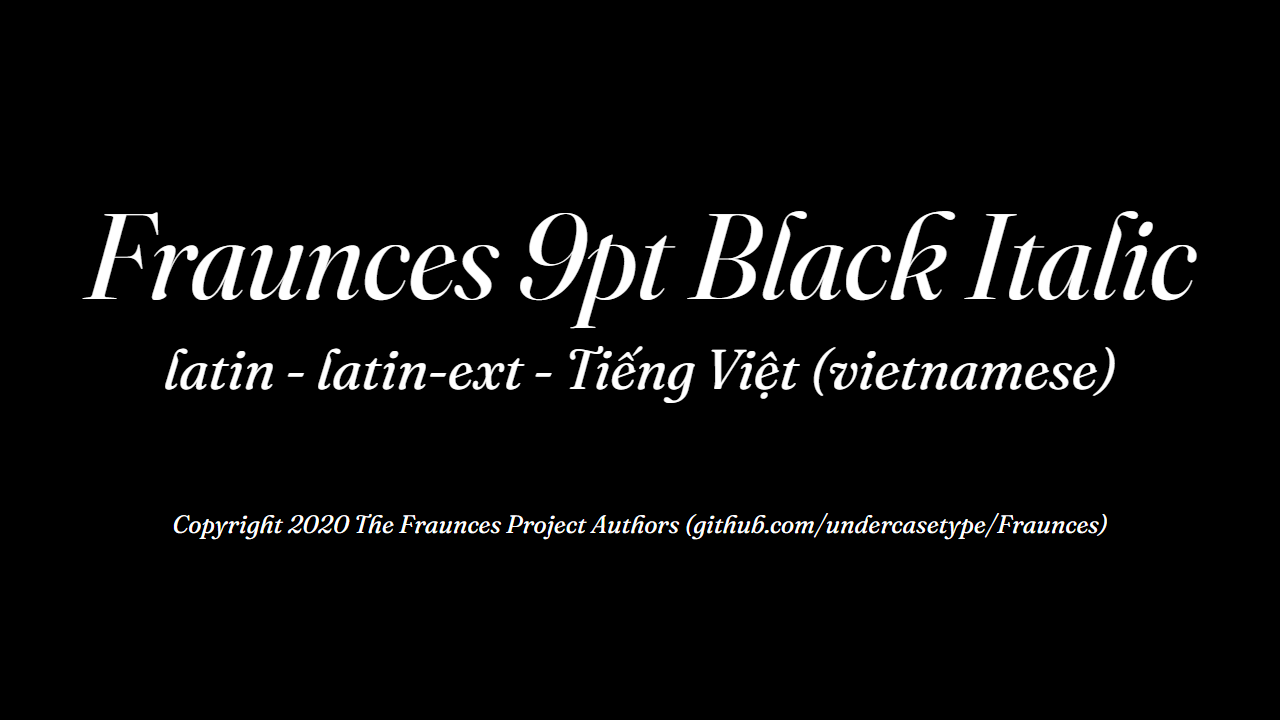 Fraunces 9pt Black Italic
latin - latin-ext - Tiếng Việt (vietnamese)
Copyright 2020 The Fraunces Project Authors (github.com/undercasetype/Fraunces)